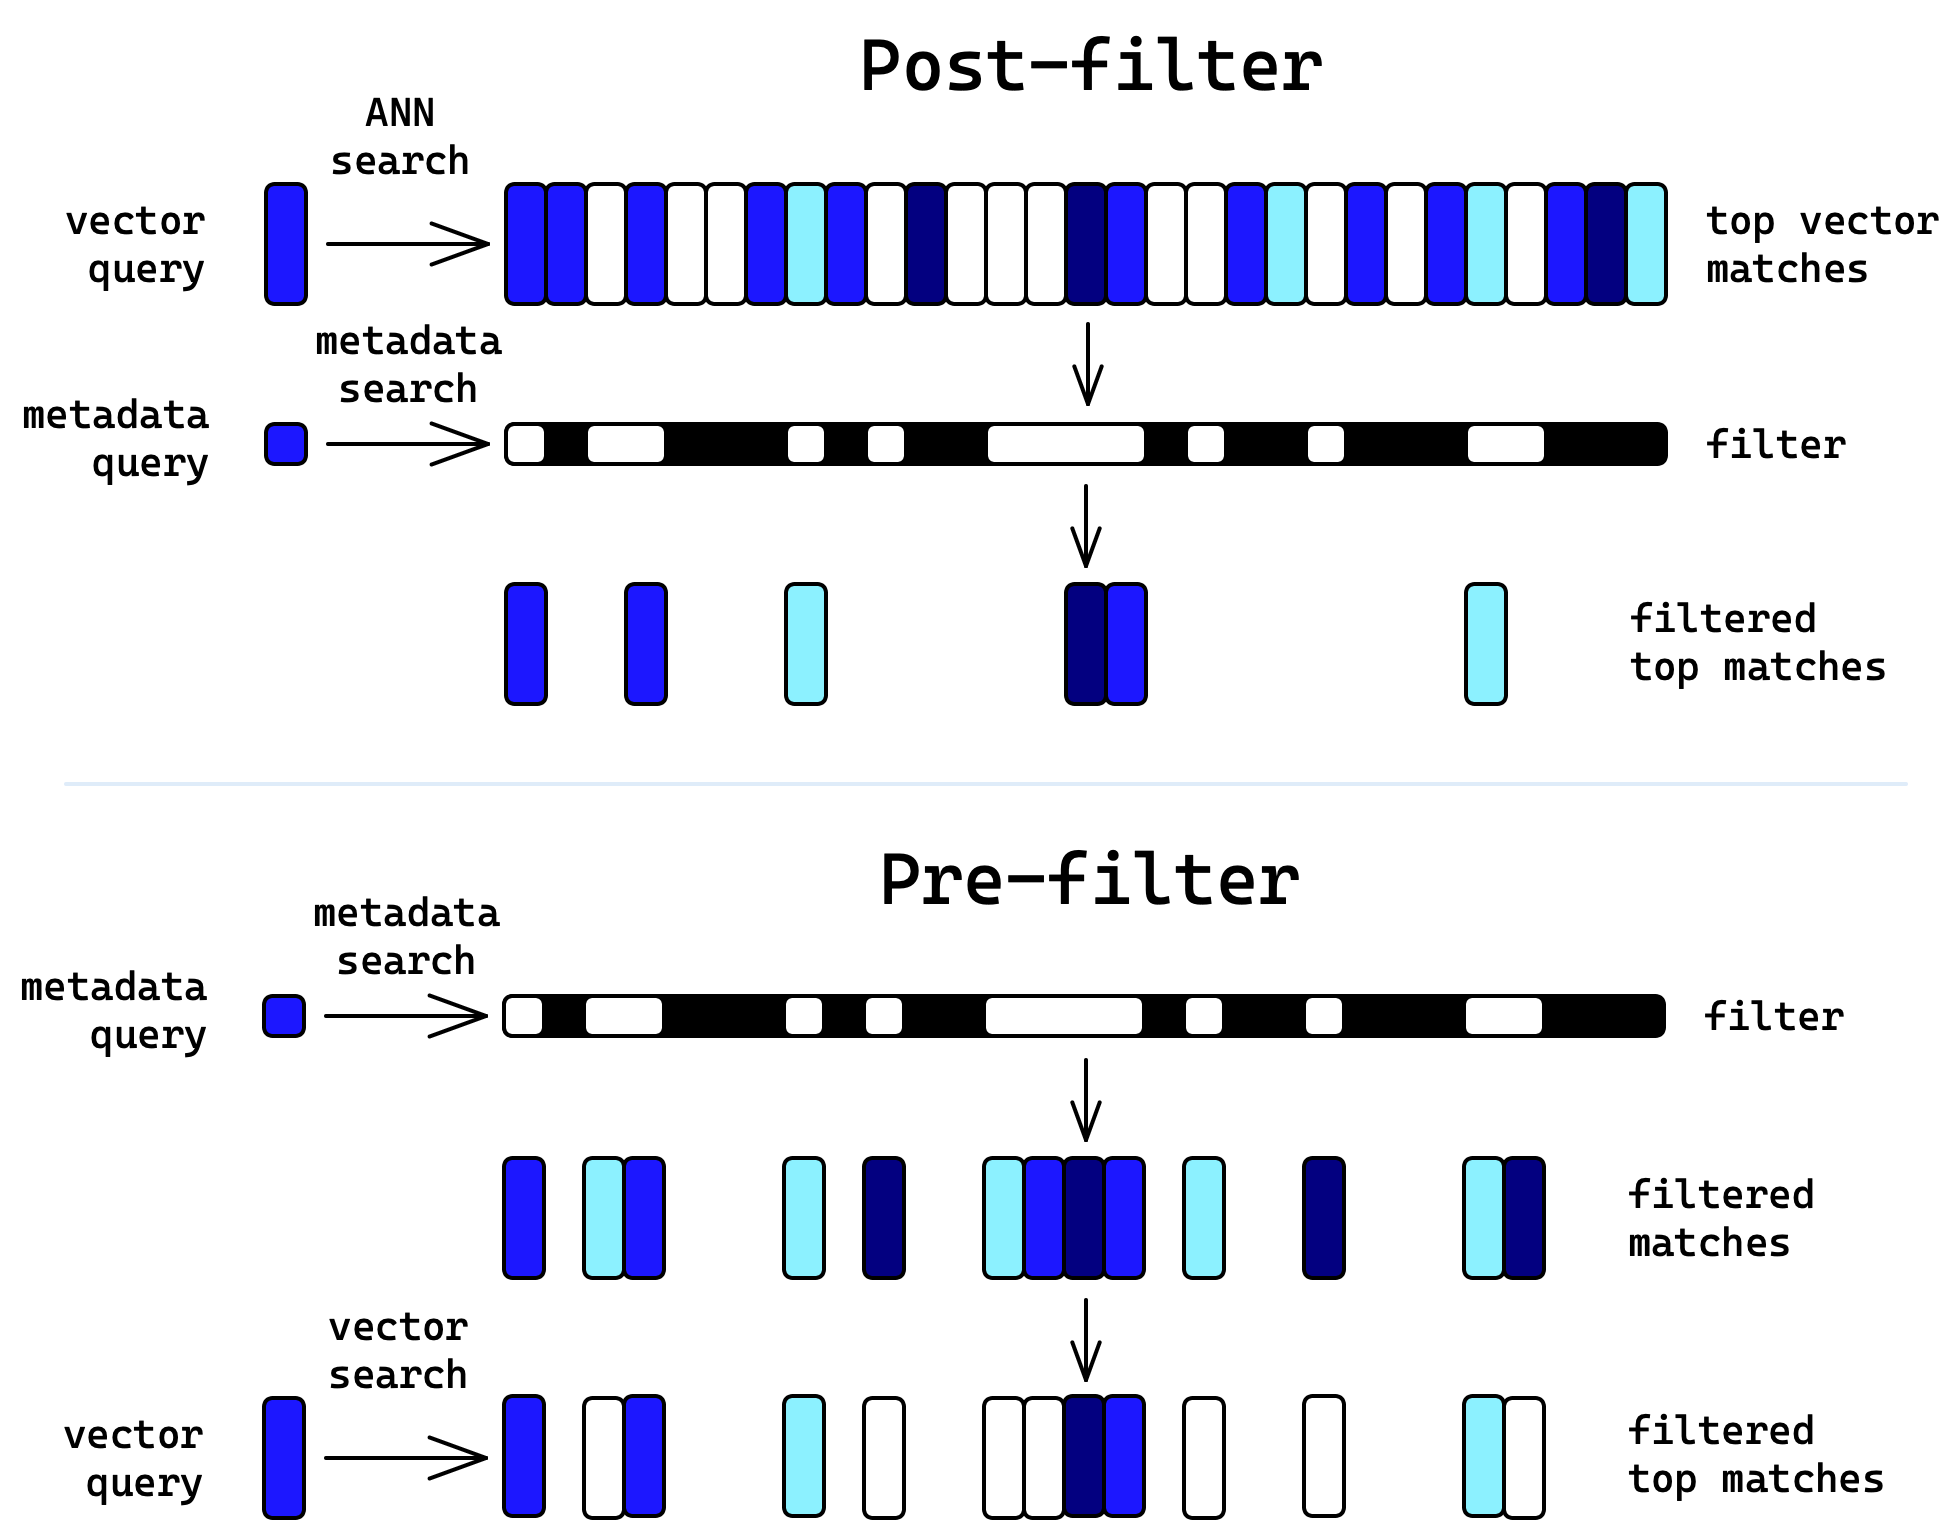 Post-filter
ANN
search
vector
query
top vector
matches
metadata
search
metadata
query
filter
filtered
top matches
Pre-filter
metadata
search
metadata
query
filter
filtered
matches
vector
search
vector
query
filtered
top matches